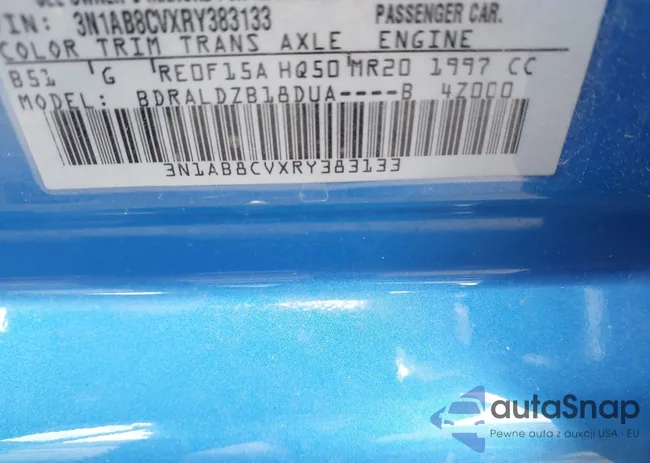 VIN: 3N1AB8CVXRY383133 PASSENGER CAR.
COLOR TRIM TRANS AXLE ENGINE
B51 G RE0F15A HQ50 MR20 1997 CC
MODEL: BDRALDZB18DUA----B 4Z000
3N1AB8CVXRY383133
autaSnap
Pewne auta z aukcji USA i EU